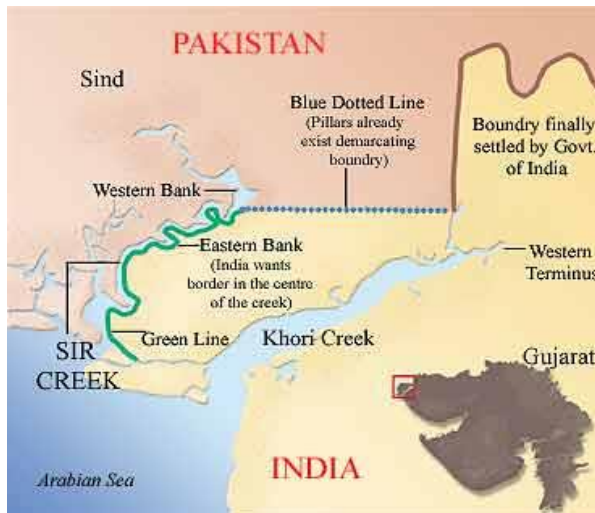 PAKISTAN
Sind
Blue Dotted Line
(Pillars already
exist demarcating
boundry)
Boundry finally
settled by Govt.
of India
Western Bank
Eastern Bank
(India wants
border in the centre
of the creek)
Western
Terminus
Green Line
Khori Creek
SIR
CREEK
Gujarat
INDIA
Arabian Sea